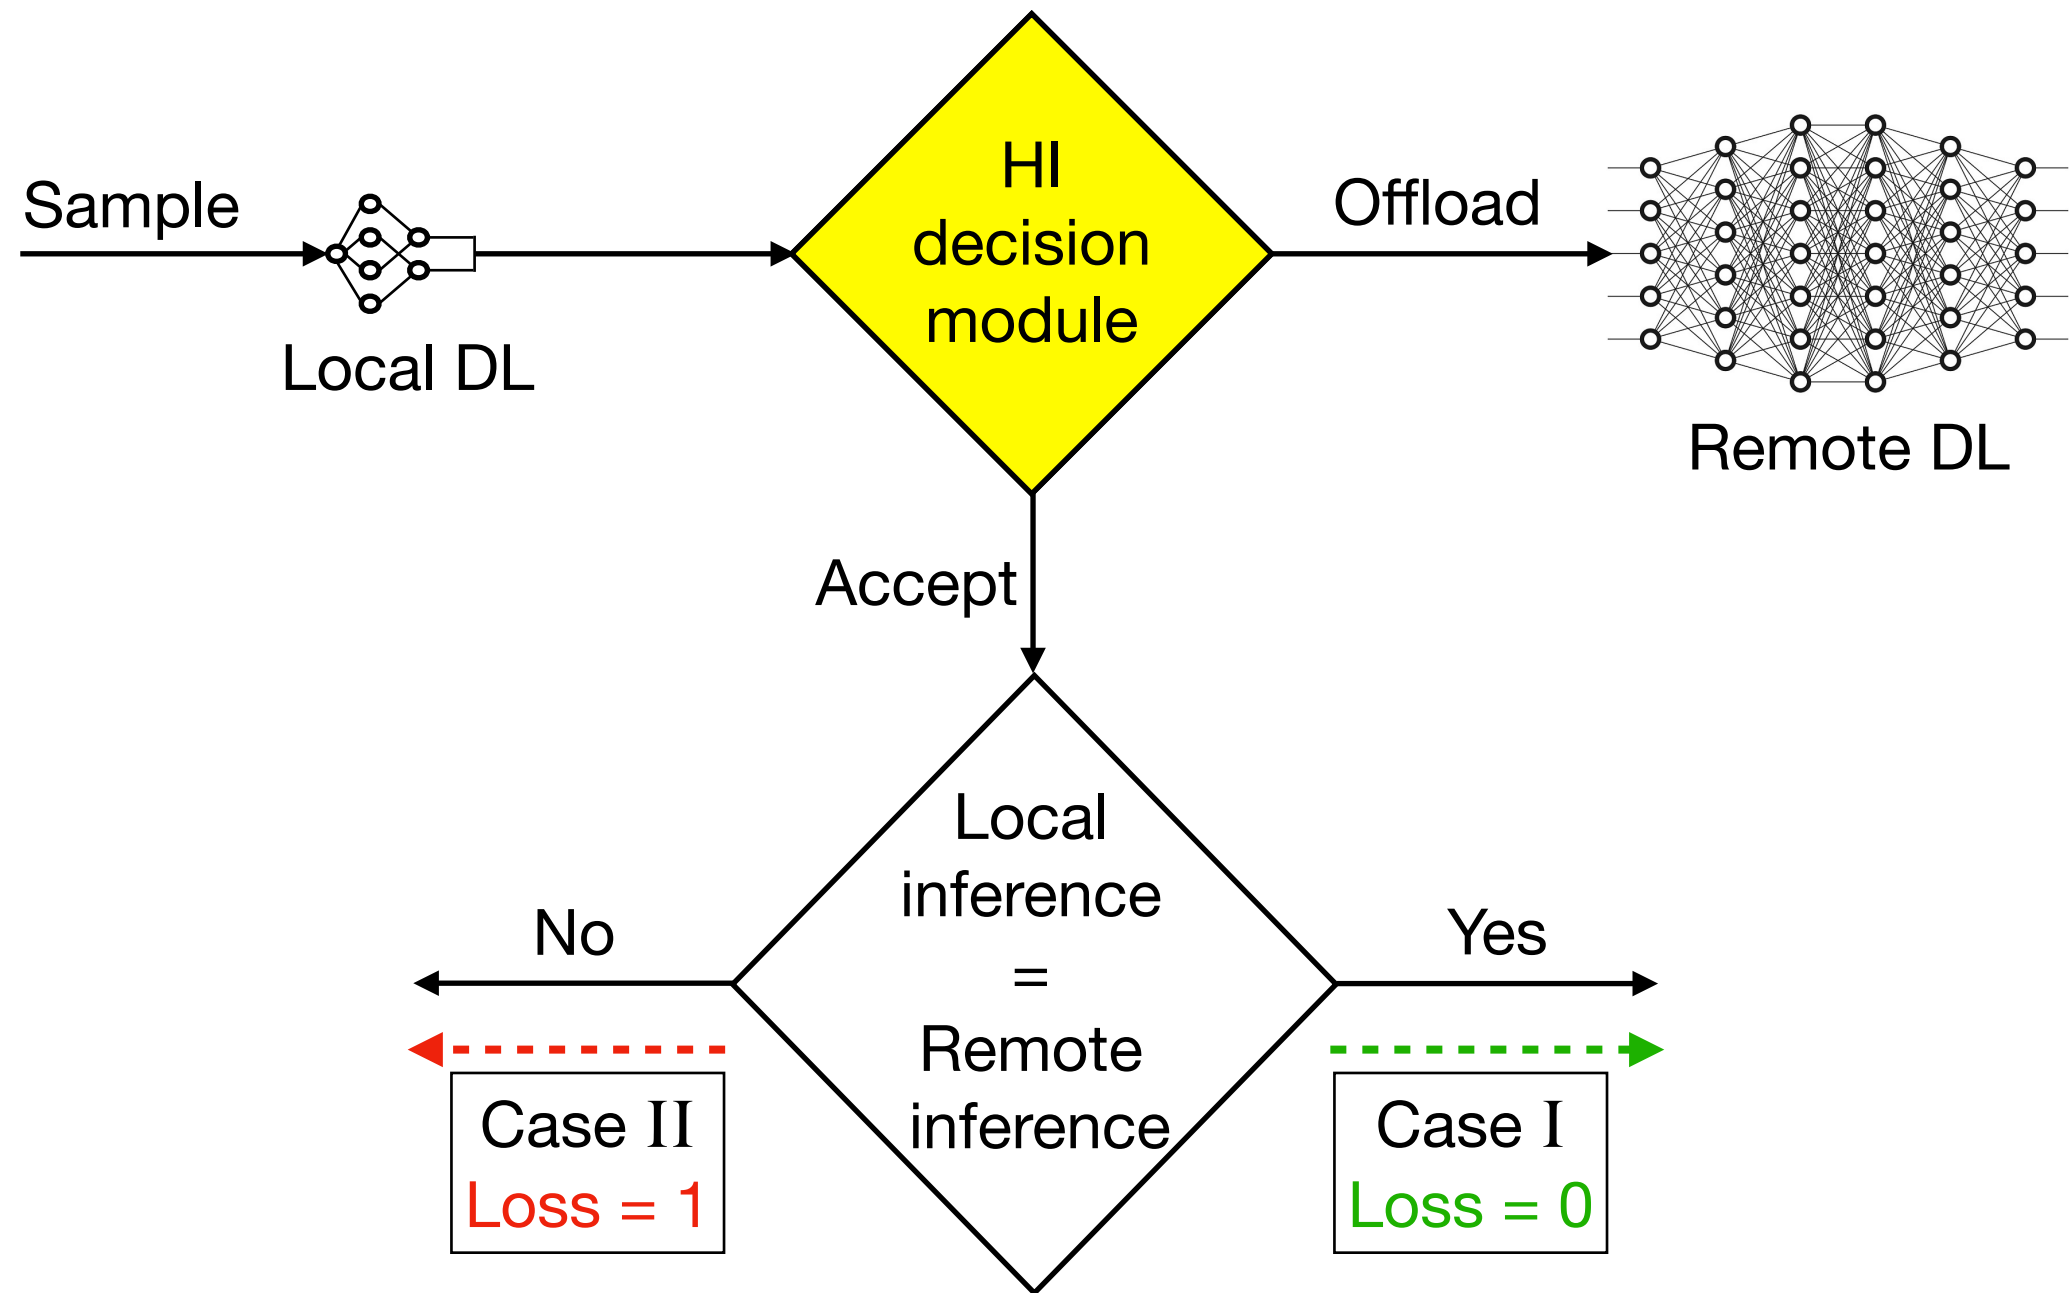 Sample
Local DL
HI
decision
module
Offload
Remote DL
Accept
Local
inference
=
Remote
inference
No
Case II
Loss = 1
Yes
Case I
Loss = 0